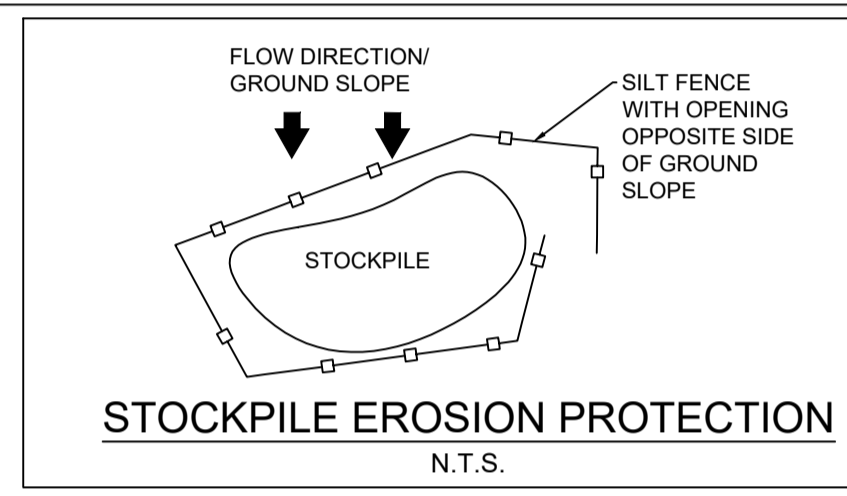 FLOW DIRECTION/
GROUND SLOPE
SILT FENCE
WITH OPENING
OPPOSITE SIDE
OF GROUND
SLOPE
STOCKPILE
STOCKPILE EROSION PROTECTION
N.T.S.